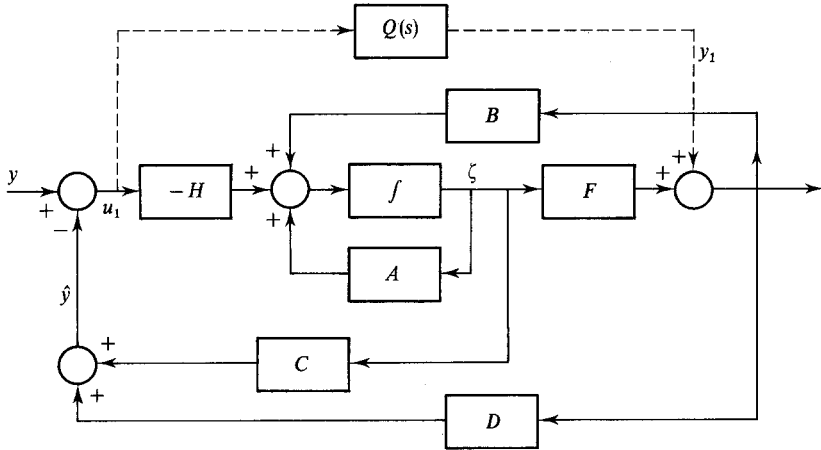 Q(s)
y₁
B
+
+
y
+
u₁
−
−H
+
+
∫
ζ
F
+
A
ŷ
+
C
+
D